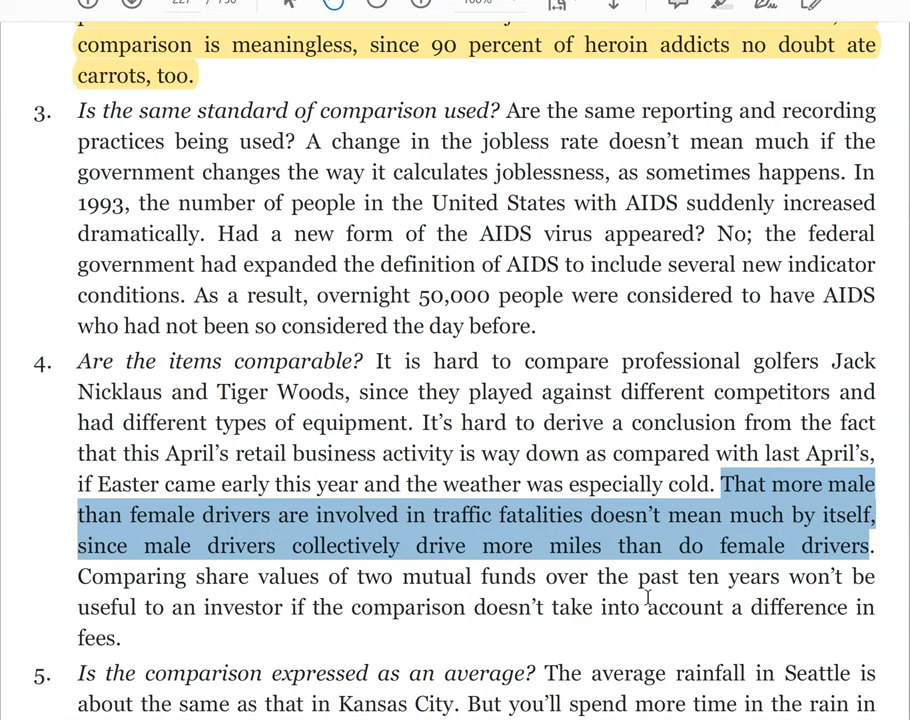 comparison is meaningless, since 90 percent of heroin addicts no doubt ate
carrots, too.
3. Is the same standard of comparison used? Are the same reporting and recording
practices being used? A change in the jobless rate doesn’t mean much if the
government changes the way it calculates joblessness, as sometimes happens. In
1993, the number of people in the United States with AIDS suddenly increased
dramatically. Had a new form of the AIDS virus appeared? No; the federal
government had expanded the definition of AIDS to include several new indicator
conditions. As a result, overnight 50,000 people were considered to have AIDS
who had not been so considered the day before.
4. Are the items comparable? It is hard to compare professional golfers Jack
Nicklaus and Tiger Woods, since they played against different competitors and
had different types of equipment. It’s hard to derive a conclusion from the fact
that this April’s retail business activity is way down as compared with last April’s,
if Easter came early this year and the weather was especially cold. That more male
than female drivers are involved in traffic fatalities doesn’t mean much by itself,
since male drivers collectively drive more miles than do female drivers.
Comparing share values of two mutual funds over the past ten years won’t be
useful to an investor if the comparison doesn’t take into account a difference in
fees.
5. Is the comparison expressed as an average? The average rainfall in Seattle is
about the same as that in Kansas City. But you’ll spend more time in the rain in